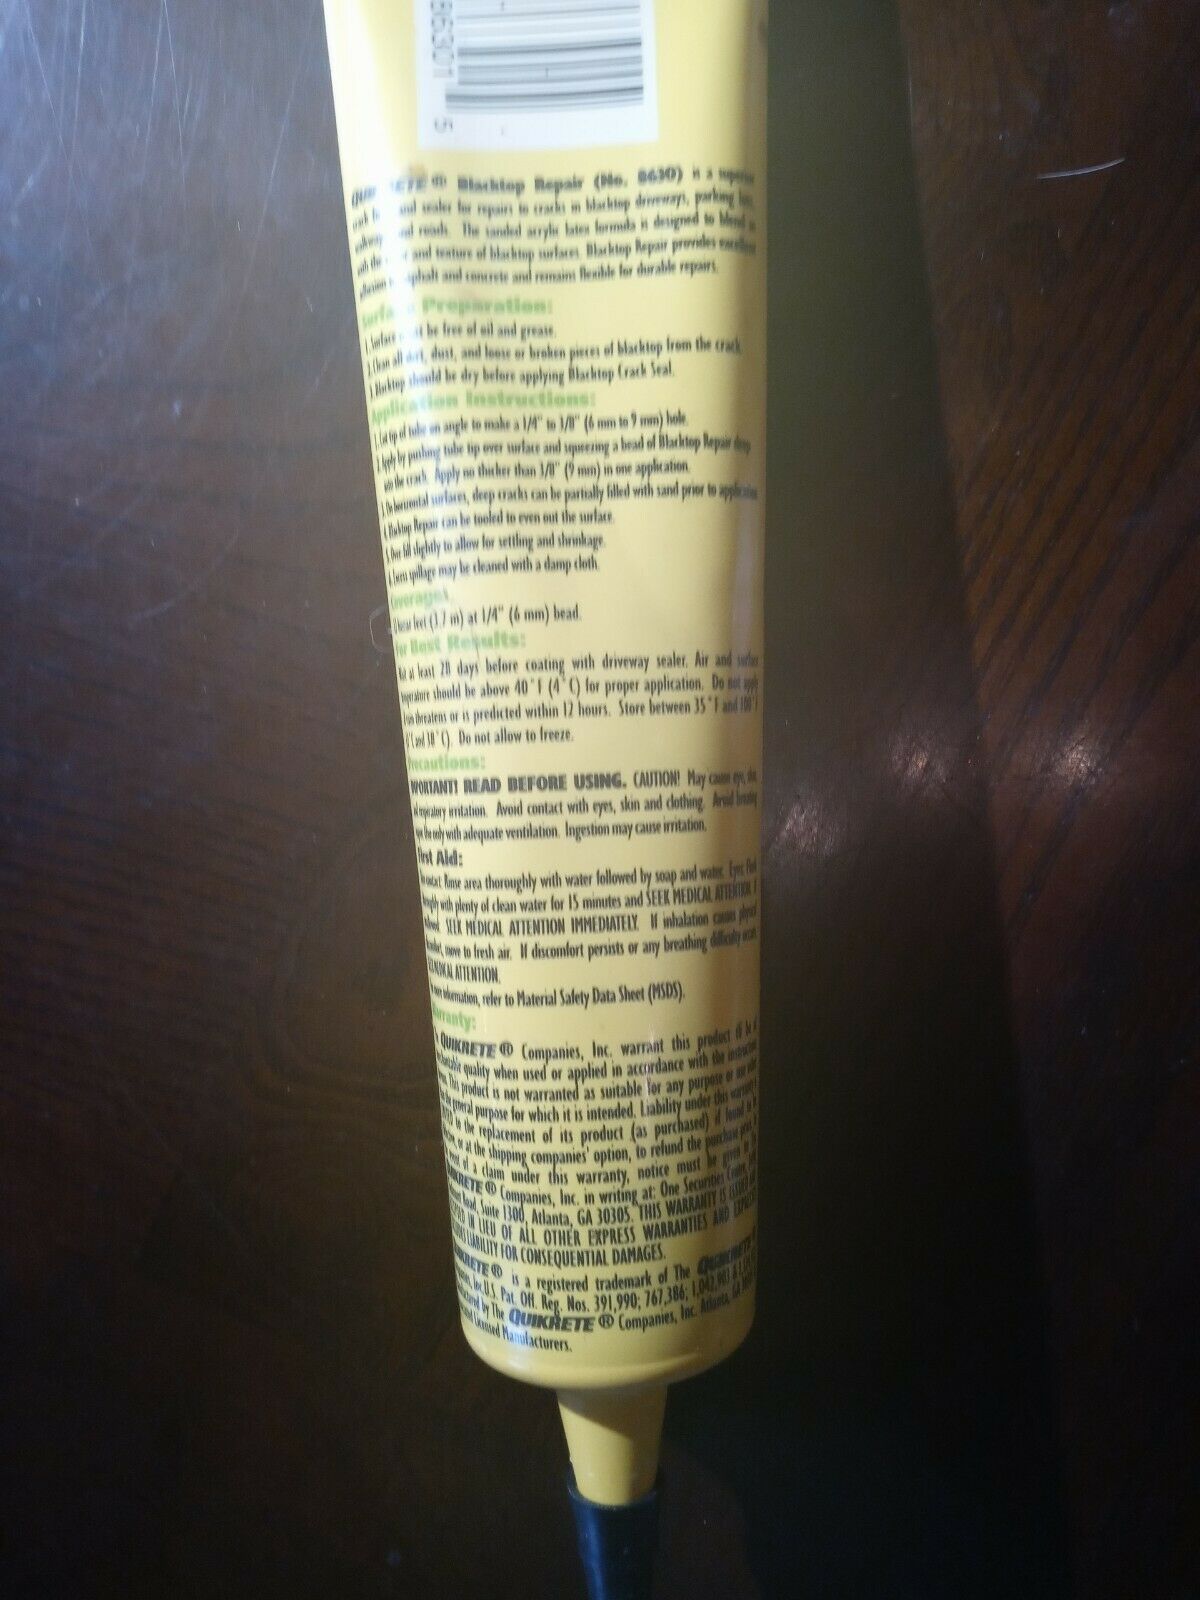 86301 5
Blacktop Repair (No. 8630) is a superior
and sealer for repairs to cracks in blacktop driveways, parking lots,
and roads. The sanded acrylic latex formula is designed to blend in
with the and texture of blacktop surfaces. Blacktop Repair provides excellent
asphalt and concrete and remains flexible for durable repairs.
Preparation:
1. Surface must be free of oil and grease.
2. Clean all dirt, dust, and loose or broken pieces of blacktop from the crack.
3. Blacktop should be dry before applying Blacktop Crack Seal.
Application Instructions:
1. Cut tip of tube on angle to make a 1/4" to 3/8" (6 mm to 9 mm) hole.
2. Apply by pushing tube tip over surface and squeezing a bead of Blacktop Repair deep
into the crack. Apply no thicker than 3/8" (9 mm) in one application.
3. On horizontal surfaces, deep cracks can be partially filled with sand prior to application
4. Blacktop Repair can be tooled to even out the surface.
5. Over fill slightly to allow for settling and shrinkage.
6. Excess spillage may be cleaned with a damp cloth.
Coverage:
linear feet (3.7 m) at 1/4" (6 mm) bead.
For Best Results:
at least 28 days before coating with driveway sealer. Air and surface
temperature should be above 40°F (4°C) for proper application. Do not apply
rain threatens or is predicted within 12 hours. Store between 35°F and 100°F
and 38°C). Do not allow to freeze.
Precautions:
IMPORTANT! READ BEFORE USING. CAUTION! May cause eye, skin
respiratory irritation. Avoid contact with eyes, skin and clothing. Avoid breathing
only with adequate ventilation. Ingestion may cause irritation.
First Aid:
Rinse area thoroughly with water followed by soap and water. Eyes: Flush
with plenty of clean water for 15 minutes and SEEK MEDICAL ATTENTION. If
SEEK MEDICAL ATTENTION IMMEDIATELY. If inhalation causes physical
move to fresh air. If discomfort persists or any breathing difficulty occurs
MEDICAL ATTENTION.
more information, refer to Material Safety Data Sheet (MSDS).
Warranty:
QUIKRETE® Companies, Inc. warrant this product to be of
quality when used or applied in accordance with the instructions
This product is not warranted as suitable for any purpose or use other
general purpose for which it is intended. Liability under this warranty is
to the replacement of its product (as purchased) if found to be
or at the shipping companies' option, to refund the purchase price.
of a claim under this warranty, notice must be given to The
QUIKRETE® Companies, Inc. in writing at: One Securities Centre,
Road, Suite 1300, Atlanta, GA 30305. THIS WARRANTY IS ISSUED AND
IN LIEU OF ALL OTHER EXPRESS WARRANTIES AND EXPRESSLY
LIABILITY FOR CONSEQUENTIAL DAMAGES.
QUIKRETE® is a registered trademark of The QUIKRETE®
Inc. U.S. Pat. Off. Reg. Nos. 391,990; 767,386;
by The QUIKRETE® Companies, Inc. Atlanta, GA
Licensed Manufacturers.